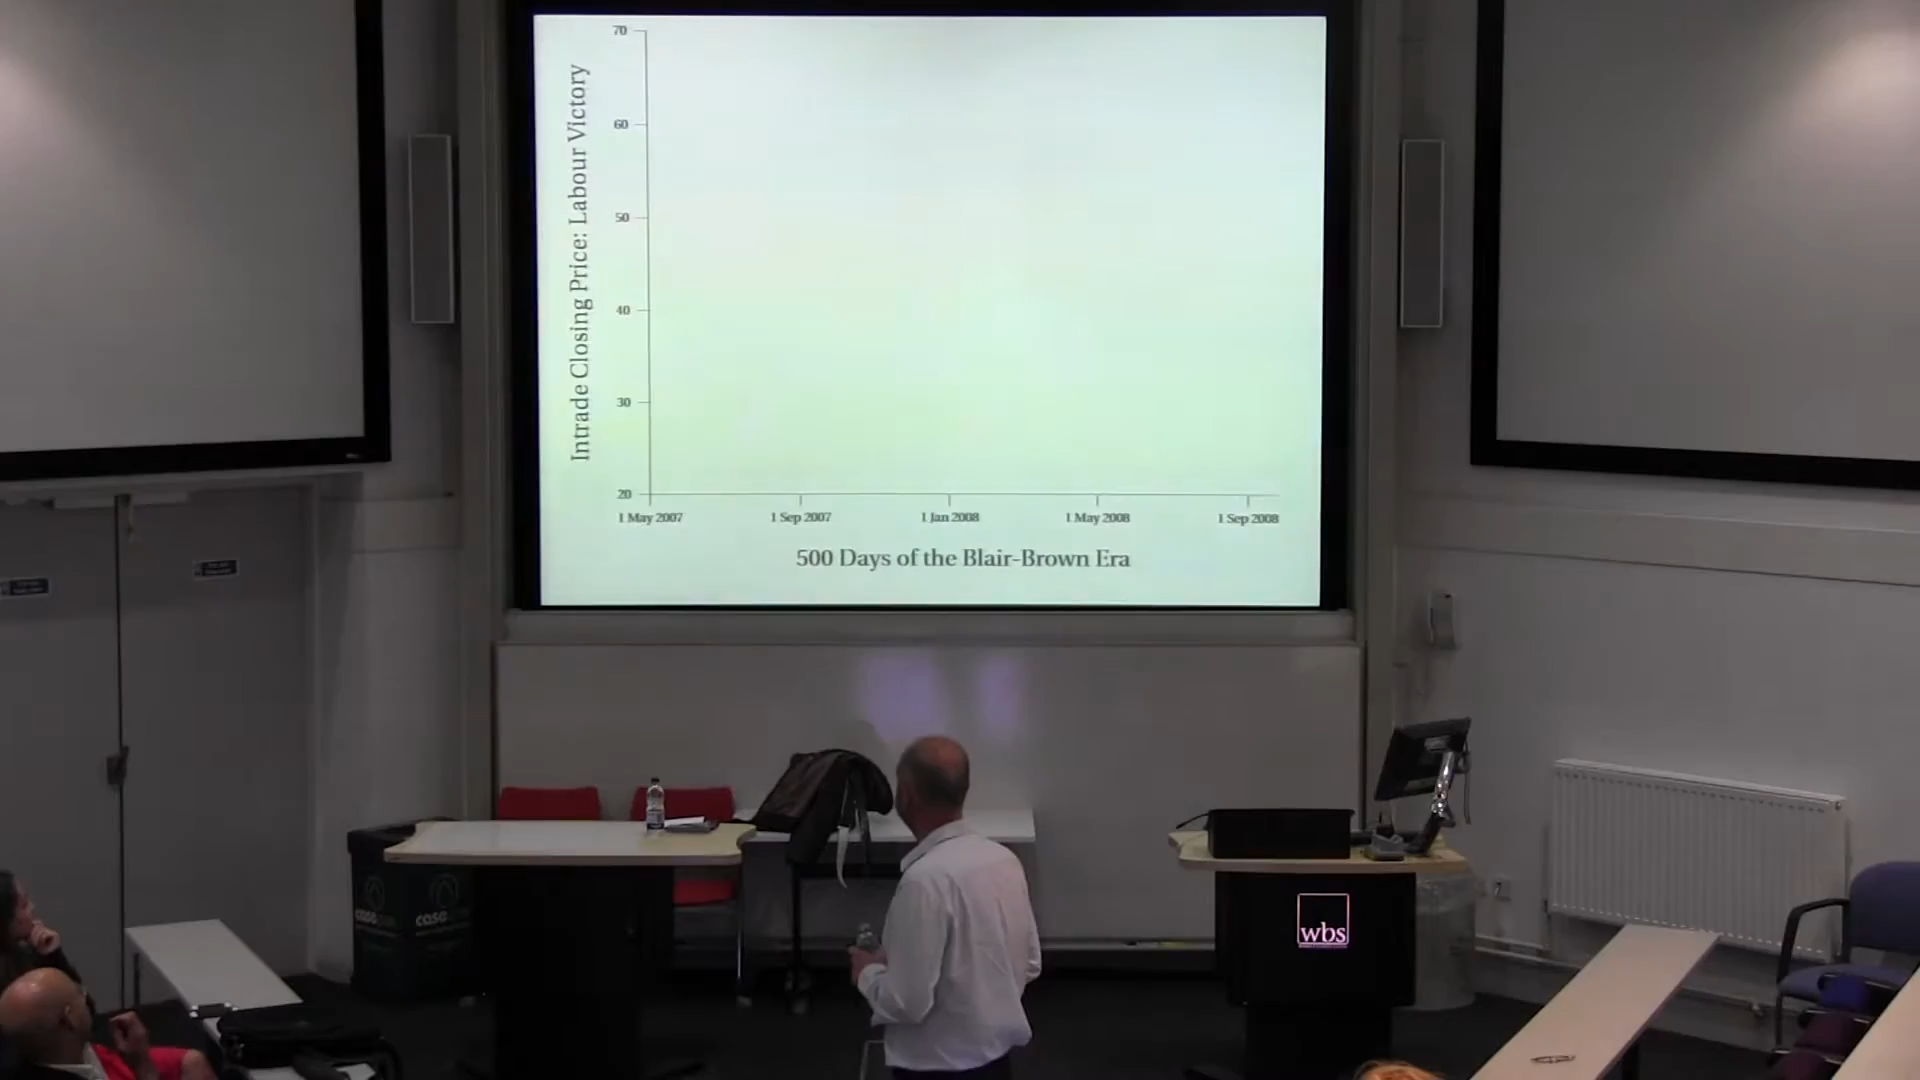 70
60
50
40
30
20
Intrade Closing Price: Labour Victory
1 May 2007
1 Sep 2007
1 Jan 2008
1 May 2008
1 Sep 2008
500 Days of the Blair-Brown Era
wbs